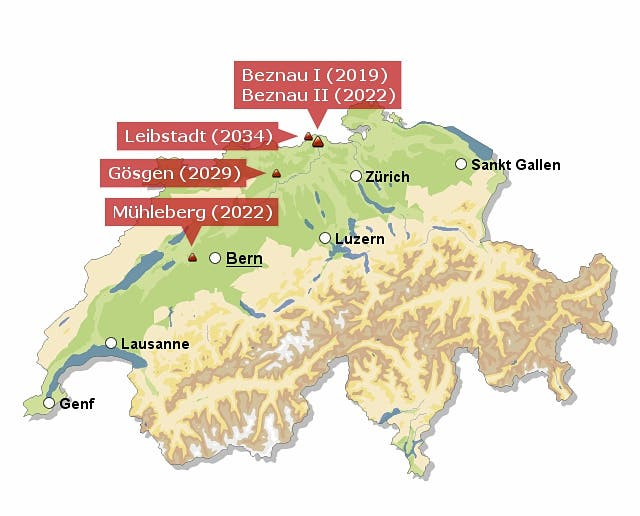 Beznau I (2019)
Beznau II (2022)
Leibstadt (2034)
Gösgen (2029)
Mühleberg (2022)
Sankt Gallen
Zürich
Luzern
Bern
Lausanne
Genf